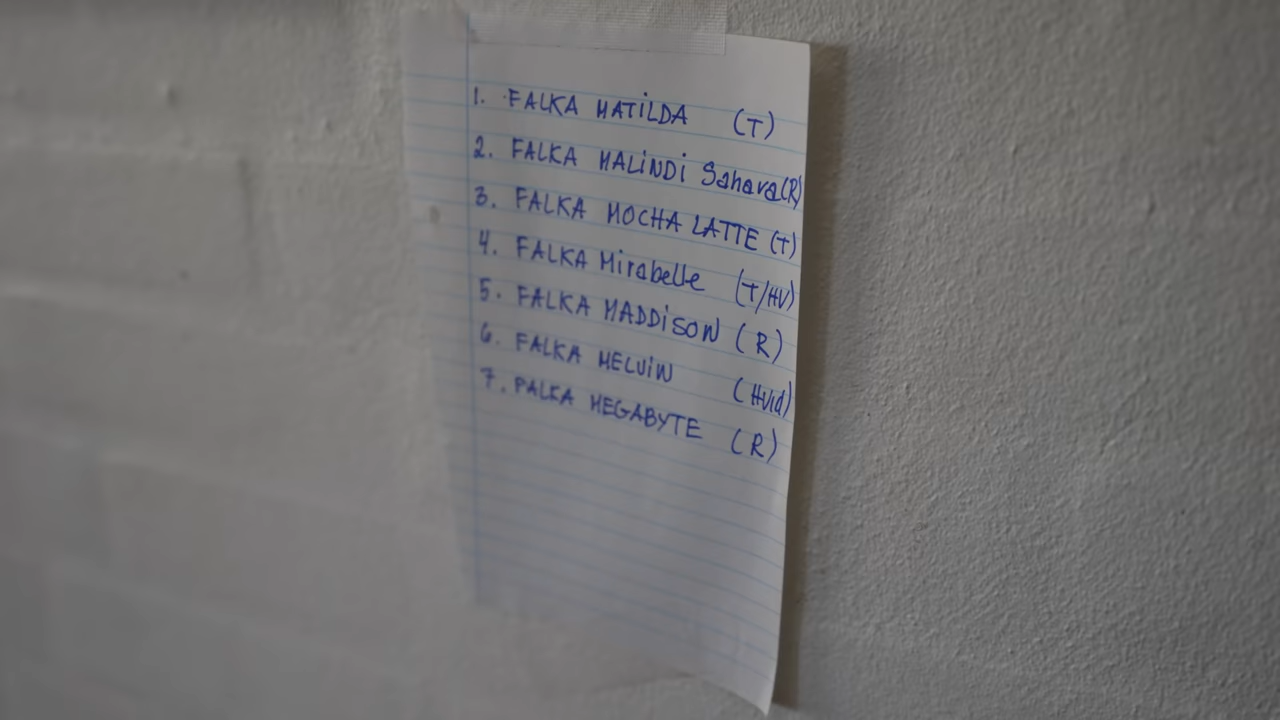 1. FALKA MATILDA (T)
2. FALKA MALINDI Sahara (R)
3. FALKA MOCHA LATTE (T)
4. FALKA Mirabelle (T/HV)
5. FALKA MADDISON (R)
6. FALKA MELVIN (Hvid)
7. FALKA MEGABYTE (R)